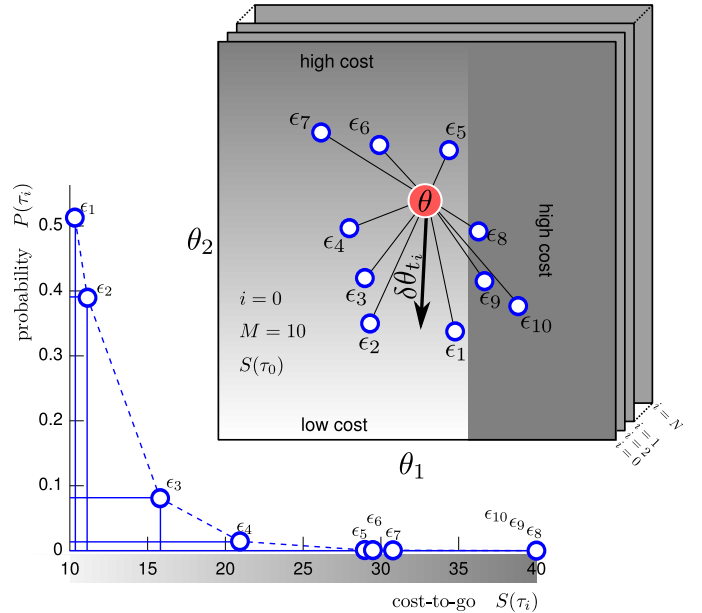 high cost
ϵ7
ϵ6
ϵ5
θ
high cost
ϵ4
ϵ8
θ2
δθti
ϵ3
ϵ9
ϵ10
i = 0
M = 10
S(τ0)
ϵ2
ϵ1
low cost
θ1
i=0
i=1
i=2
i=N
probability P(τi)
0.5
0.4
0.3
0.2
0.1
0
ϵ1
ϵ2
ϵ3
ϵ4
ϵ5
ϵ6
ϵ7
ϵ10
ϵ9
ϵ8
10 15 20 25 30 35 40
cost-to-go S(τi)